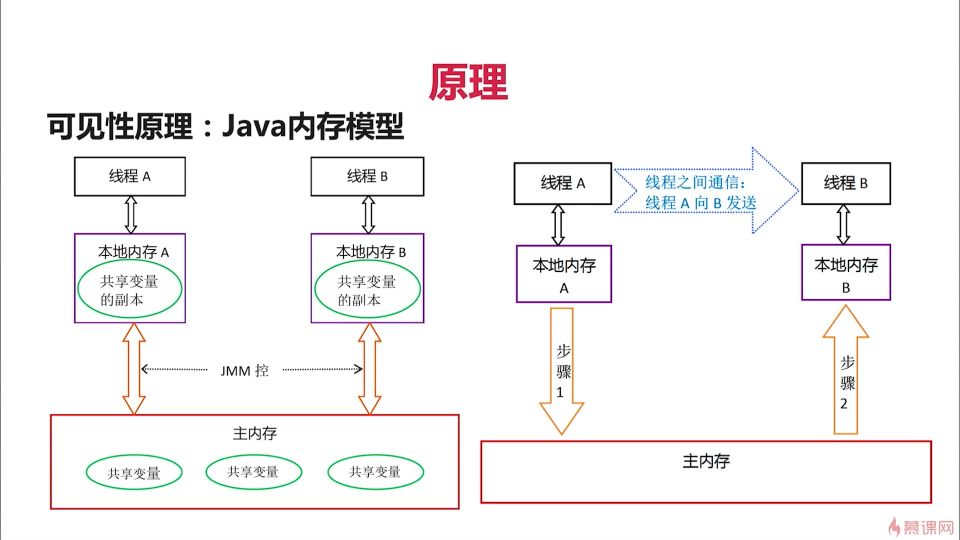 原理
可见性原理：Java内存模型
线程 A
线程 B
本地内存 A
共享变量
的副本
本地内存 B
共享变量
的副本
JMM 控
主内存
共享变量
共享变量
共享变量
线程 A
线程之间通信：
线程 A 向 B 发送
线程 B
本地内存
A
本地内存
B
步
骤
1
步
骤
2
主内存
慕课网